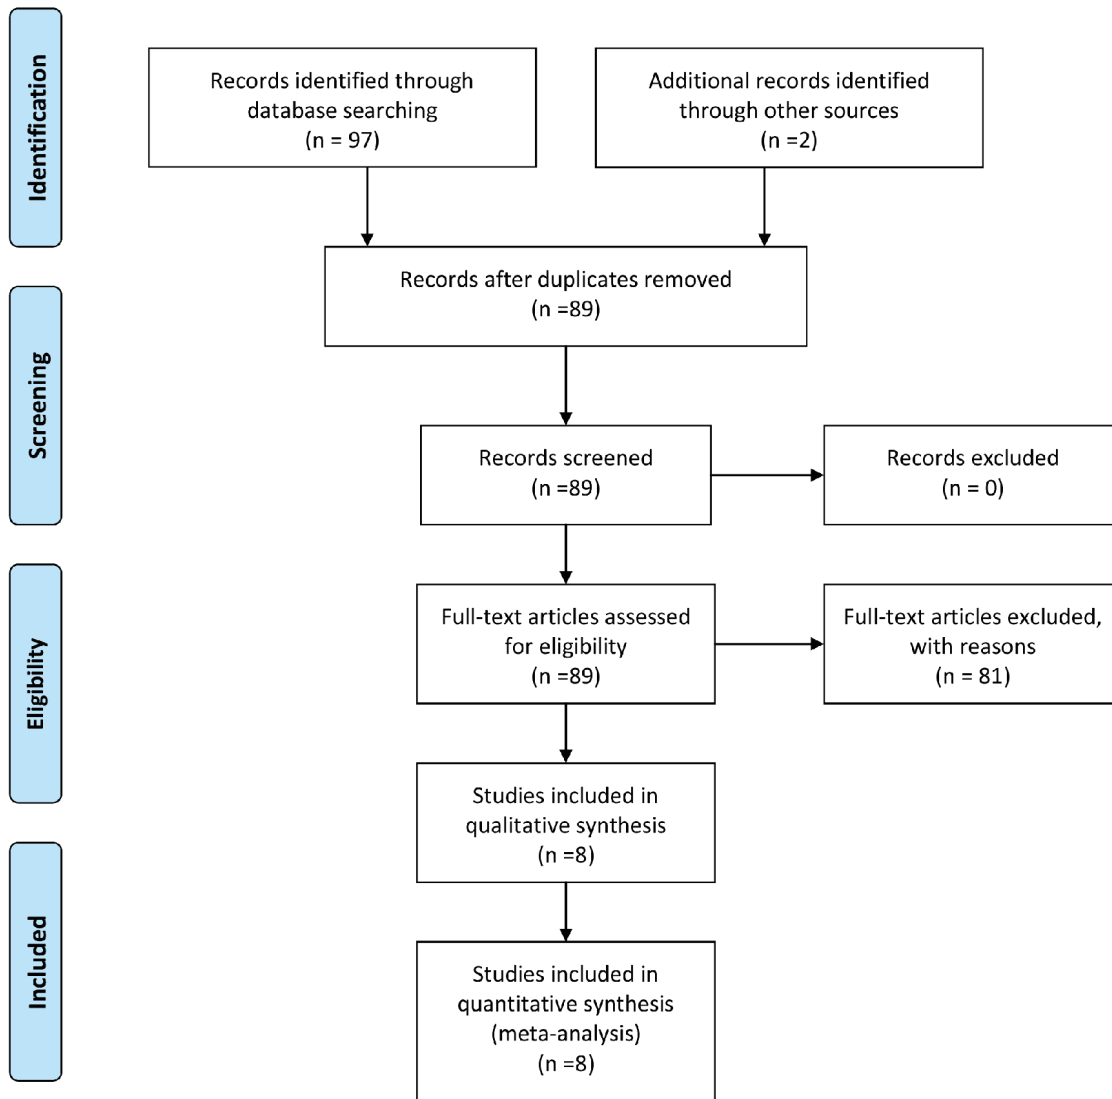 Identification
Records identified through
database searching
(n = 97)
Additional records identified
through other sources
(n =2)
Records after duplicates removed
(n =89)
Screening
Records screened
(n =89)
Records excluded
(n = 0)
Eligibility
Full-text articles assessed
for eligibility
(n =89)
Full-text articles excluded,
with reasons
(n = 81)
Studies included in
qualitative synthesis
(n =8)
Included
Studies included in
quantitative synthesis
(meta-analysis)
(n =8)